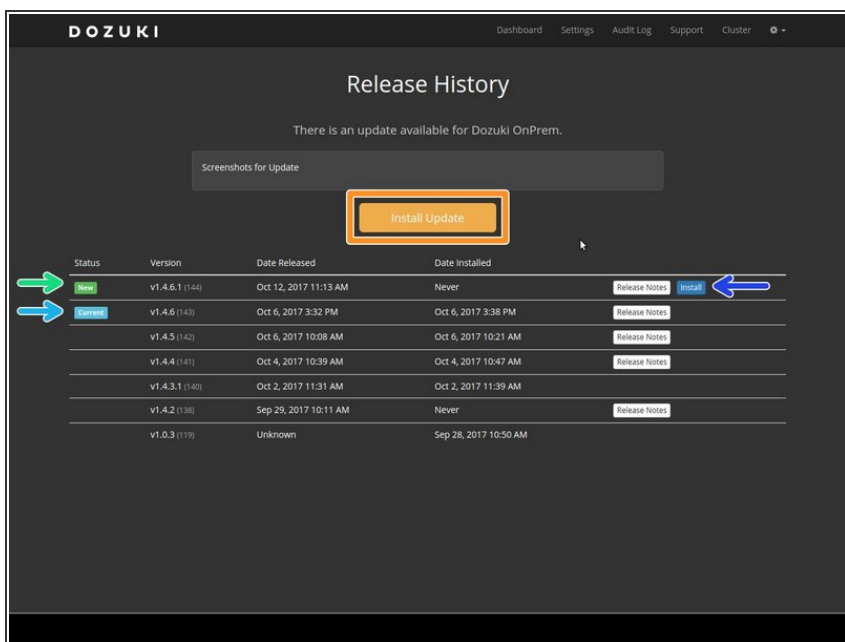 DOZUKI Dashboard Settings Audit Log Support Cluster
Release History
There is an update available for Dozuki OnPrem.
Screenshots for Update
Install Update
Status Version Date Released Date Installed
New v1.4.6.1 (144) Oct 12, 2017 11:13 AM Never Release Notes Install
Current v1.4.6 (143) Oct 6, 2017 3:32 PM Oct 6, 2017 3:38 PM Release Notes
v1.4.5 (142) Oct 6, 2017 10:08 AM Oct 6, 2017 10:21 AM Release Notes
v1.4.4 (141) Oct 4, 2017 10:39 AM Oct 4, 2017 10:47 AM Release Notes
v1.4.3.1 (140) Oct 2, 2017 11:31 AM Oct 2, 2017 11:39 AM
v1.4.2 (138) Sep 29, 2017 10:11 AM Never Release Notes
v1.0.3 (119) Unknown Sep 28, 2017 10:50 AM